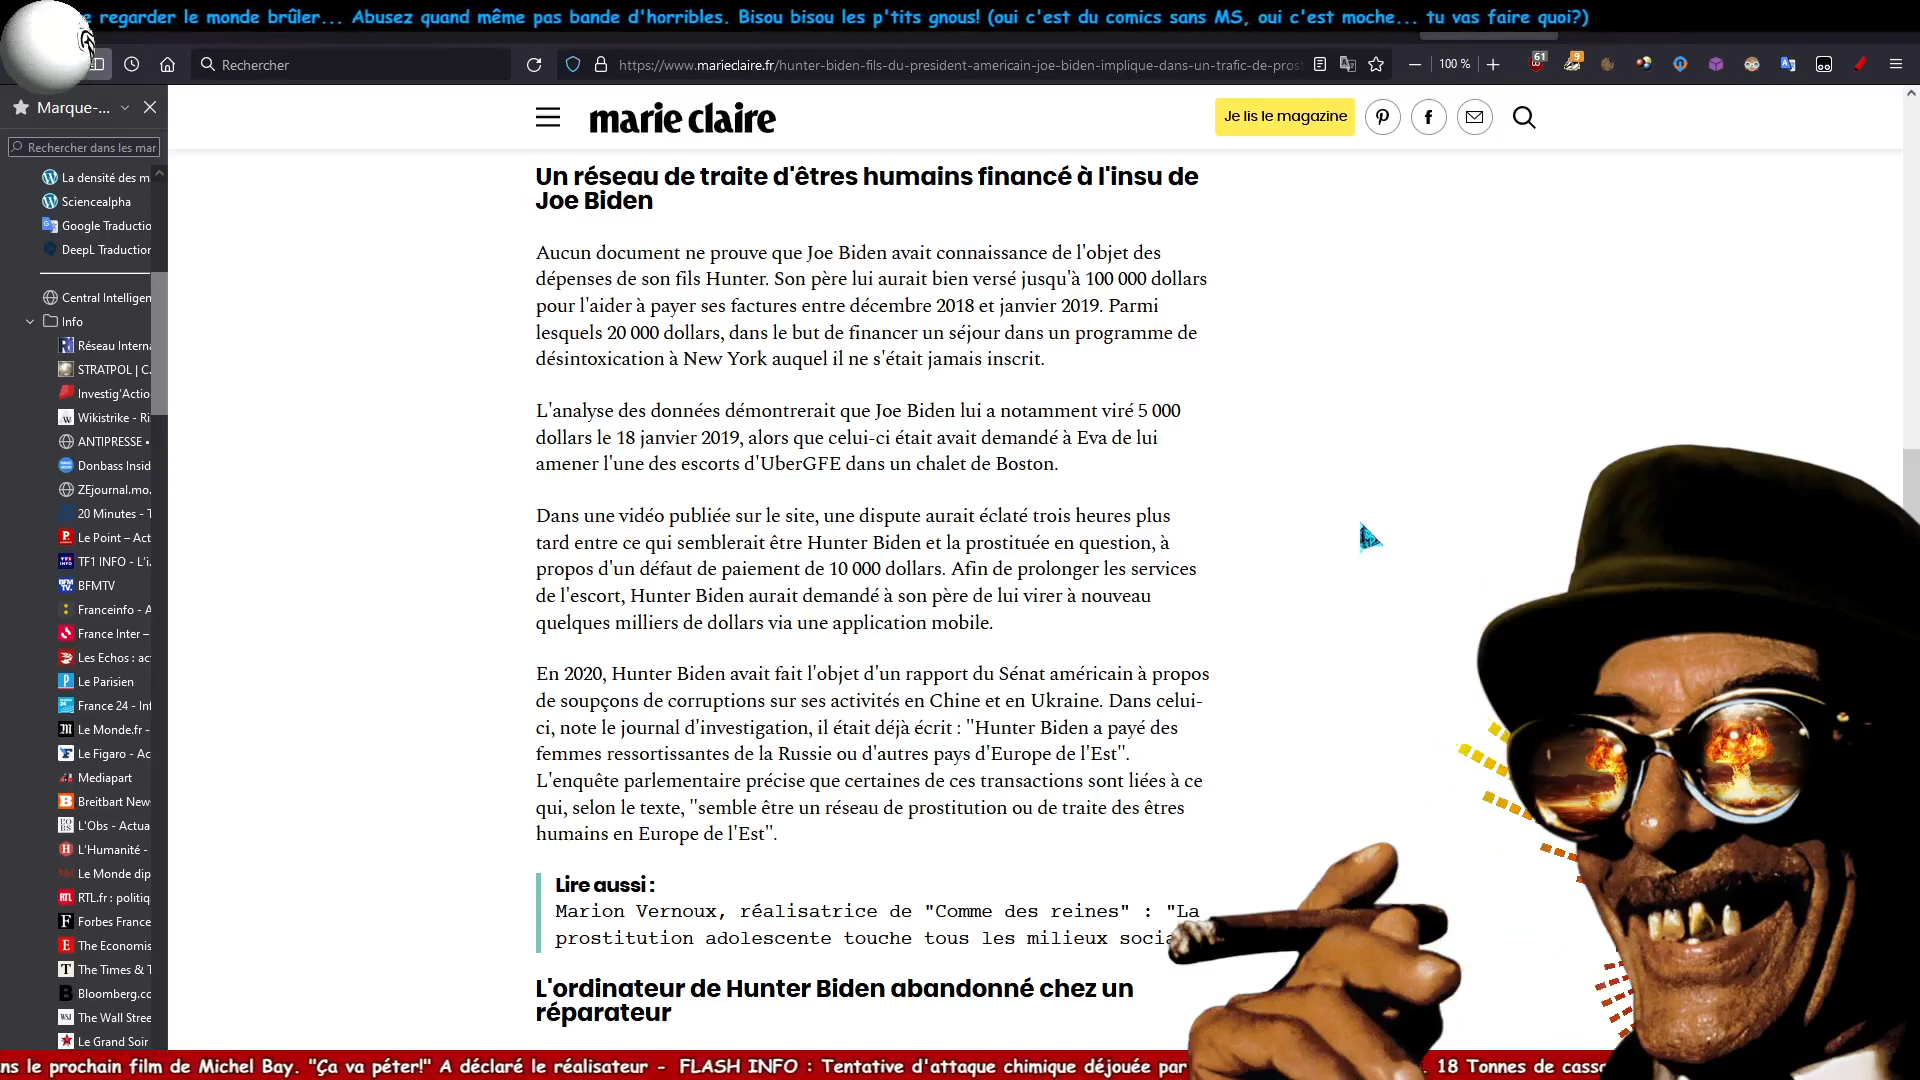 e regarder le monde brûler... Abusez quand même pas bande d'horribles. Bisou bisou les p'tits gnous! (oui c'est du comics sans MS, oui c'est moche... tu vas faire quoi?)
Rechercher
https://www.marieclaire.fr/hunter-biden-fils-du-president-americain-joe-biden-implique-dans-un-trafic-de-prost
100 %
61
9
Marque-...
Rechercher dans les mar
La densité des m
Sciencealpha
Google Traductio
DeepL Traduction
Central Intelligen
Info
Réseau Interna
STRATPOL | C
Investig'Actio
Wikistrike - Ri
ANTIPRESSE •
Donbass Insid
ZEjournal.mo.
20 Minutes - T
Le Point – Act
TF1 INFO - L'i.
BFMTV
Franceinfo - A
France Inter –
Les Echos : act
Le Parisien
France 24 - Inf
Le Monde.fr -
Le Figaro - Ac
Mediapart
Breitbart News
L'Obs - Actua
L'Humanité -
Le Monde dip
RTL.fr : politiq
Forbes France
The Economis
The Times & T
Bloomberg.co
The Wall Stree
Le Grand Soir
marie claire
Je lis le magazine
Un réseau de traite d'êtres humains financé à l'insu de
Joe Biden
Aucun document ne prouve que Joe Biden avait connaissance de l'objet des
dépenses de son fils Hunter. Son père lui aurait bien versé jusqu'à 100 000 dollars
pour l'aider à payer ses factures entre décembre 2018 et janvier 2019. Parmi
lesquels 20 000 dollars, dans le but de financer un séjour dans un programme de
désintoxication à New York auquel il ne s'était jamais inscrit.
L'analyse des données démontrerait que Joe Biden lui a notamment viré 5 000
dollars le 18 janvier 2019, alors que celui-ci était avait demandé à Eva de lui
amener l'une des escorts d'UberGFE dans un chalet de Boston.
Dans une vidéo publiée sur le site, une dispute aurait éclaté trois heures plus
tard entre ce qui semblerait être Hunter Biden et la prostituée en question, à
propos d'un défaut de paiement de 10 000 dollars. Afin de prolonger les services
de l'escort, Hunter Biden aurait demandé à son père de lui virer à nouveau
quelques milliers de dollars via une application mobile.
En 2020, Hunter Biden avait fait l'objet d'un rapport du Sénat américain à propos
de soupçons de corruptions sur ses activités en Chine et en Ukraine. Dans celui-
ci, note le journal d'investigation, il était déjà écrit : "Hunter Biden a payé des
femmes ressortissantes de la Russie ou d'autres pays d'Europe de l'Est".
L'enquête parlementaire précise que certaines de ces transactions sont liées à ce
qui, selon le texte, "semble être un réseau de prostitution ou de traite des êtres
humains en Europe de l'Est".
Lire aussi :
Marion Vernoux, réalisatrice de "Comme des reines" : "La
prostitution adolescente touche tous les milieux socia
L'ordinateur de Hunter Biden abandonné chez un
réparateur
ns le prochain film de Michel Bay. "Ça va péter!" A déclaré le réalisateur - FLASH INFO : Tentative d'attaque chimique déjouée par
. 18 Tonnes de casso